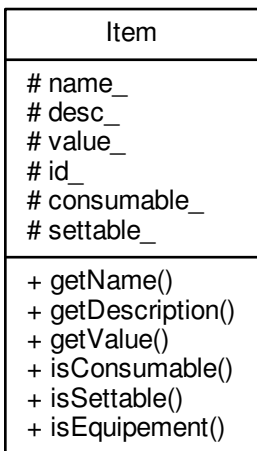 Item
# name_
# desc_
# value_
# id_
# consumable_
# settable_
+ getName()
+ getDescription()
+ getValue()
+ isConsumable()
+ isSettable()
+ isEquipement()